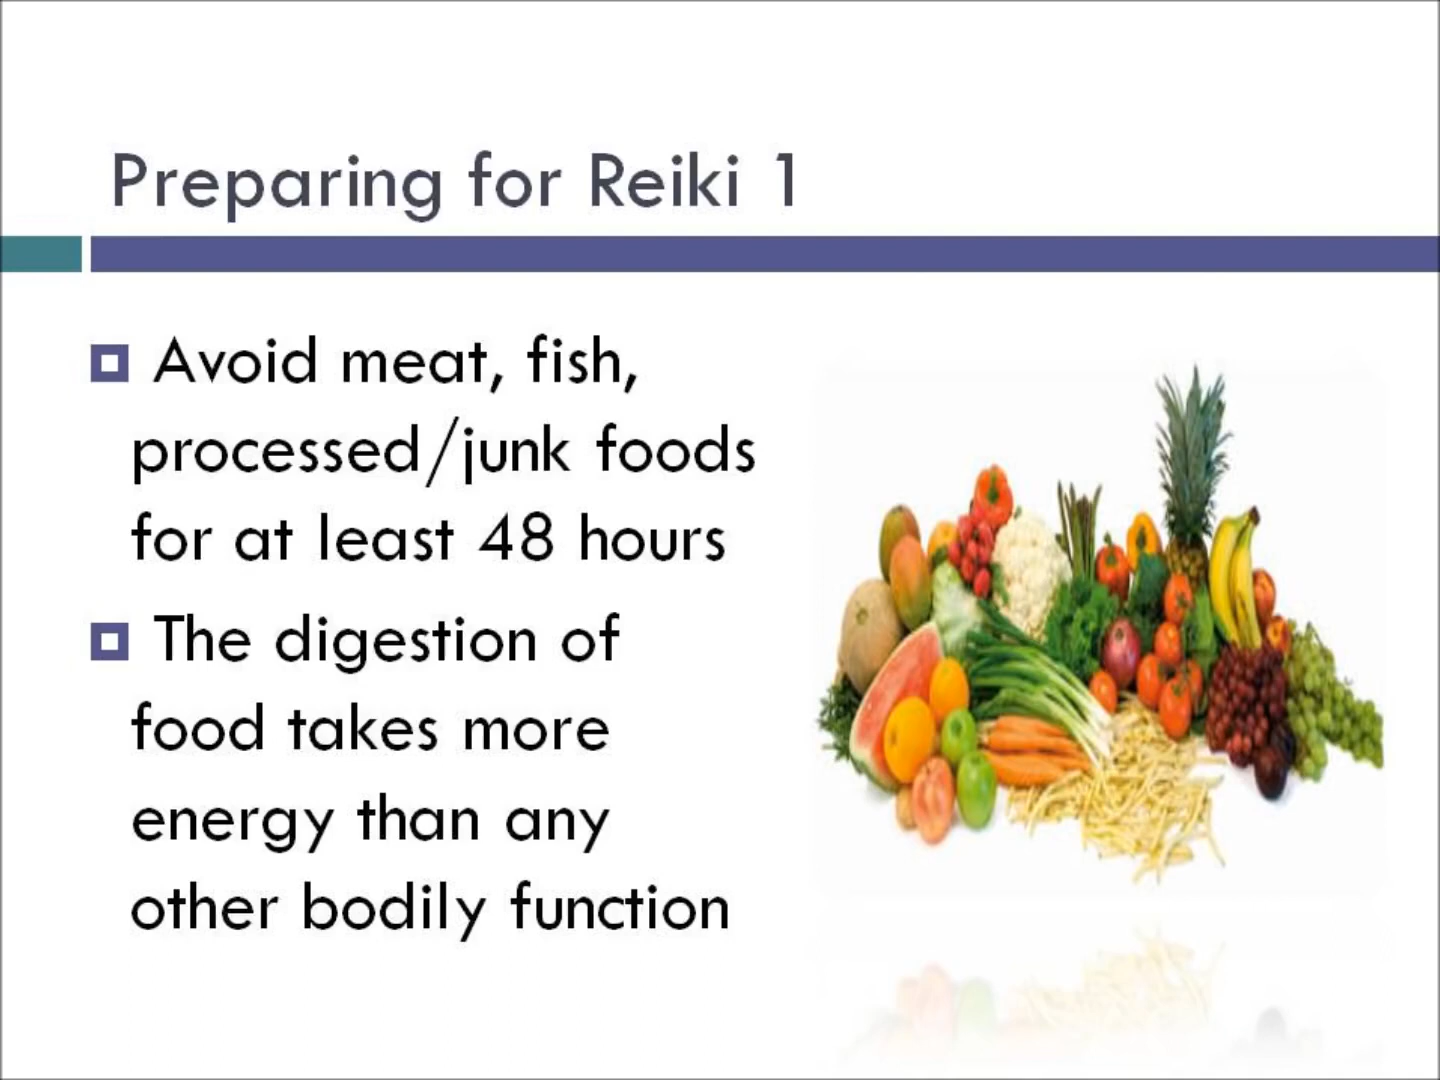 Preparing for Reiki 1
Avoid meat, fish,
processed/junk foods
for at least 48 hours
The digestion of
food takes more
energy than any
other bodily function